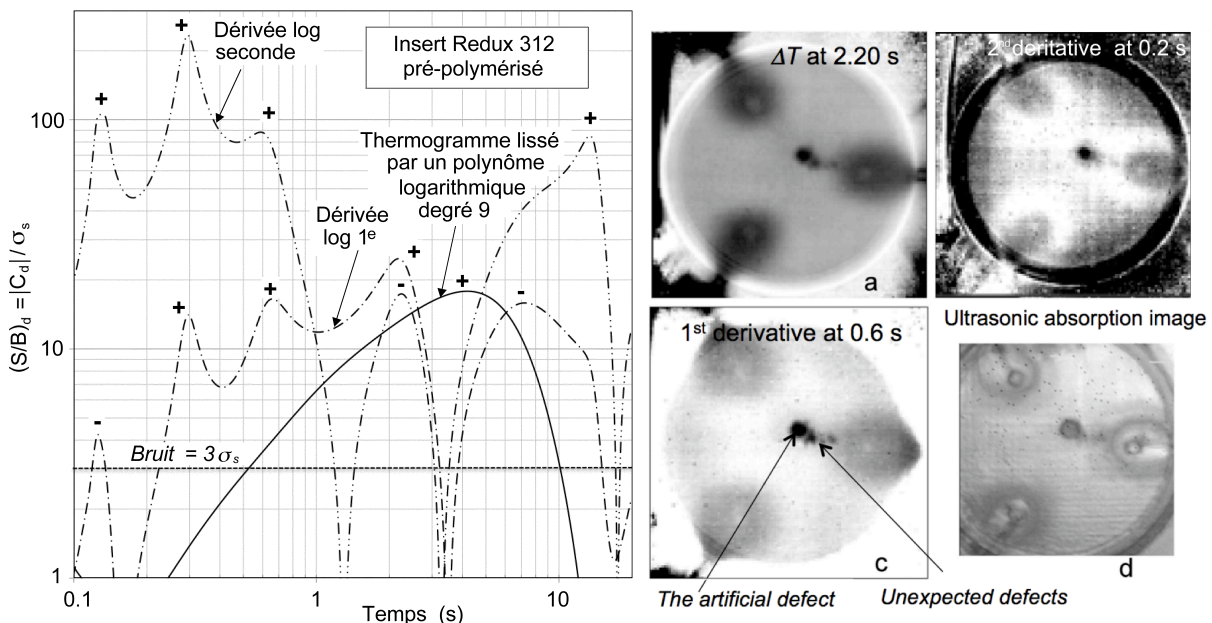 Dérivée log
seconde
Insert Redux 312
pré-polymérisé
Thermogramme lissé
par un polynôme
logarithmique
degré 9
Dérivée
log 1e
Bruit = 3σs
(S/B)d = |Cd| / σs
100
10
1
+
+
+
+
+
+
+
+
-
-
-
0.1
1
10
Temps (s)
ΔT at 2.20 s
a
2nd deritative at 0.2 s
1st derivative at 0.6 s
c
Ultrasonic absorption image
d
The artificial defect
Unexpected defects